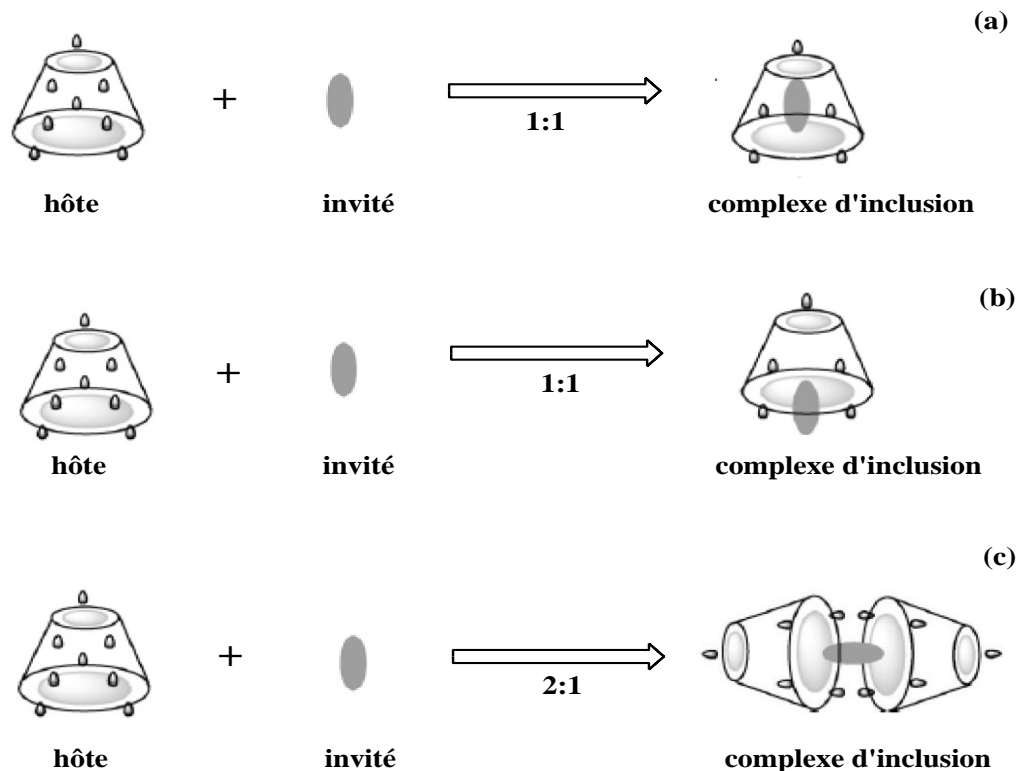 (a)
+
1:1
hôte invité complexe d'inclusion
(b)
+
1:1
hôte invité complexe d'inclusion
(c)
+
2:1
hôte invité complexe d'inclusion